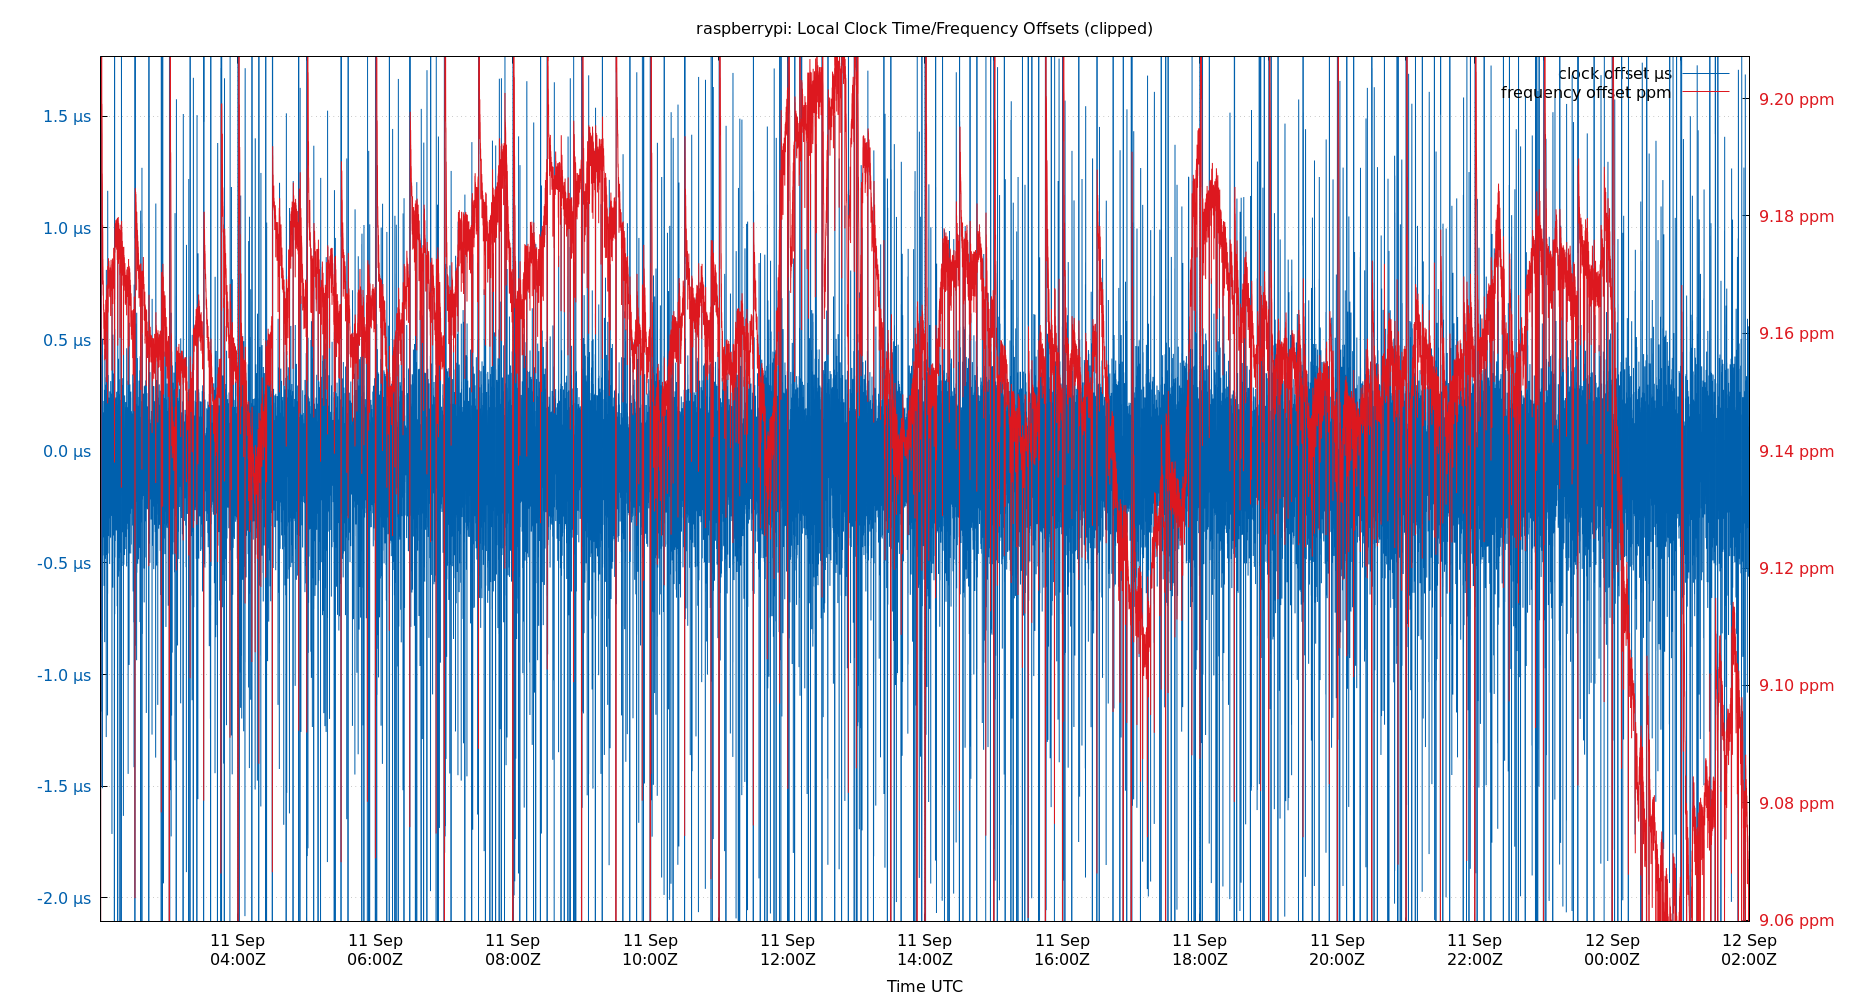 raspberrypi: Local Clock Time/Frequency Offsets (clipped)
clock offset µs
frequency offset ppm
1.5 µs
1.0 µs
0.5 µs
0.0 µs
-0.5 µs
-1.0 µs
-1.5 µs
-2.0 µs
9.20 ppm
9.18 ppm
9.16 ppm
9.14 ppm
9.12 ppm
9.10 ppm
9.08 ppm
9.06 ppm
11 Sep 11 Sep 11 Sep 11 Sep 11 Sep 11 Sep 11 Sep 11 Sep 11 Sep 11 Sep 12 Sep 12 Sep
04:00Z 06:00Z 08:00Z 10:00Z 12:00Z 14:00Z 16:00Z 18:00Z 20:00Z 22:00Z 00:00Z 02:00Z
Time UTC